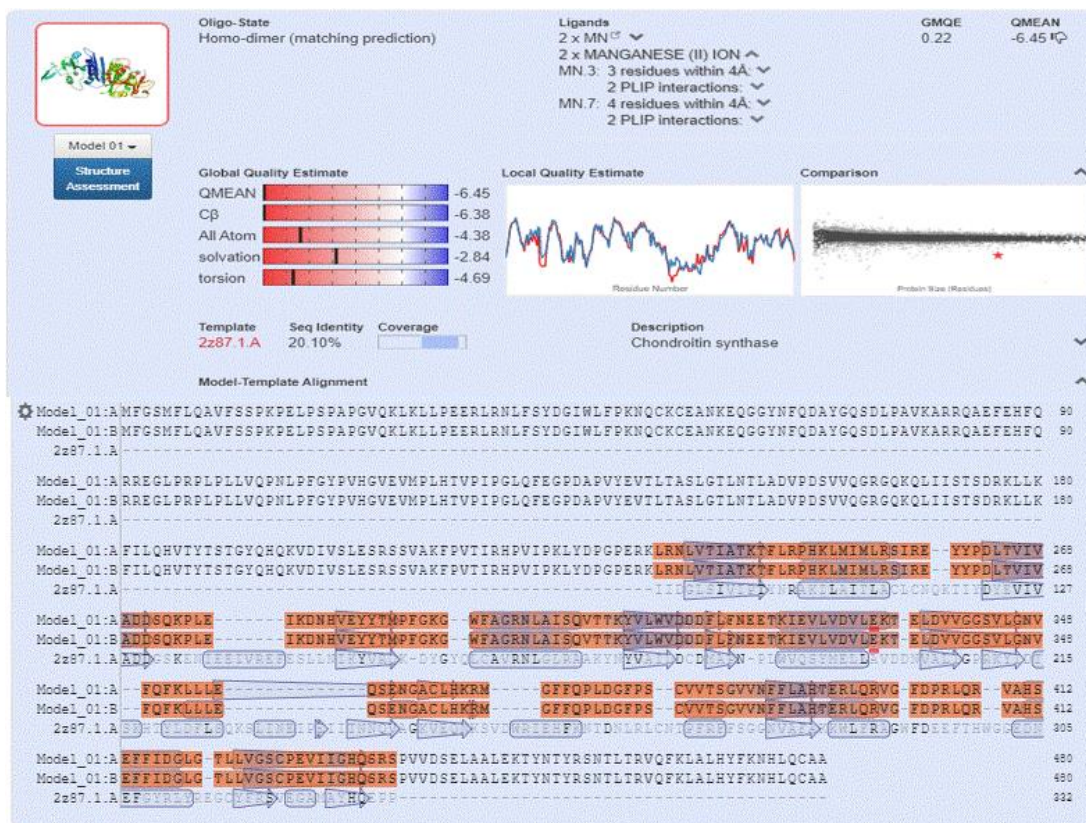 Oligo-State
Homo-dimer (matching prediction)
Ligands
2 x MN
2 x MANGANESE (II) ION
MN.3: 3 residues within 4Å:
2 PLIP interactions:
MN.7: 4 residues within 4Å:
2 PLIP interactions:
GMQE
0.22
QMEAN
-6.45
Model 01
Structure
Assessment
Global Quality Estimate
QMEAN -6.45
Cβ -6.38
All Atom -4.38
solvation -2.84
torsion -4.69
Local Quality Estimate
Residue Number
Comparison
Protein Size (Residues)
Template Seq Identity Coverage
2z87.1.A 20.10%
Description
Chondroitin synthase
Model-Template Alignment
Model_01:A MFGSMFLQAVFSSPKPELPSPAPGVQKLKLLPEERLRNLFSYDGIWLFPKNQCKCEANKEQGGYNFQDAYGQSDLPAVKARRQAEFEHFQ 90
Model_01:B MFGSMFLQAVFSSPKPELPSPAPGVQKLKLLPEERLRNLFSYDGIWLFPKNQCKCEANKEQGGYNFQDAYGQSDLPAVKARRQAEFEHFQ 90
2z87.1.A
Model_01:A RREGLPRPLPLLVQPNLPFGYPVHGVEVMPLHTVPIPGLQFEGPDAPVYEVTLTASLGTLNTLADVPDSVVQGRGQKQLIISTSDRKLLK 180
Model_01:B RREGLPRPLPLLVQPNLPFGYPVHGVEVMPLHTVPIPGLQFEGPDAPVYEVTLTASLGTLNTLADVPDSVVQGRGQKQLIISTSDRKLLK 180
2z87.1.A
Model_01:A FILQHVTYTSTGYQHQKVDIVSLESRSSVAKFPVTIRHPVIPKLYDPGPERKLRNLVTIATKTFLRPHKLMIMLRSIRE--YYPDLTVIV 268
Model_01:B FILQHVTYTSTGYQHQKVDIVSLESRSSVAKFPVTIRHPVIPKLYDPGPERKLRNLVTIATKTFLRPHKLMIMLRSIRE--YYPDLTVIV 268
2z87.1.A 127
Model_01:A ADDSQKPLE-------IKDNHVEYYTMPFGKG--WFAGRNLAISQVTTKYVLWVDDDFLFNEETKIEVLVDVLEKT-ELDVVGGSVLGNV 348
Model_01:B ADDSQKPLE-------IKDNHVEYYTMPFGKG--WFAGRNLAISQVTTKYVLWVDDDFLFNEETKIEVLVDVLEKT-ELDVVGGSVLGNV 348
2z87.1.A 215
Model_01:A FQFKLLLE QSENGACLHKRM GFFQPLDGFPS CVVTSGVVNFFLAHTERLQRVG FDPRLQR VAHS 412
Model_01:B FQFKLLLE QSENGACLHKRM GFFQPLDGFPS CVVTSGVVNFFLAHTERLQRVG FDPRLQR VAHS 412
2z87.1.A 305
Model_01:A EFFIDGLG-TLLVGSCPEVIIGHQSRSPVVDSELAALEKTYNTYRSNTLTRVQFKLALHYFKNHLQCAA 480
Model_01:B EFFIDGLG-TLLVGSCPEVIIGHQSRSPVVDSELAALEKTYNTYRSNTLTRVQFKLALHYFKNHLQCAA 480
2z87.1.A 332